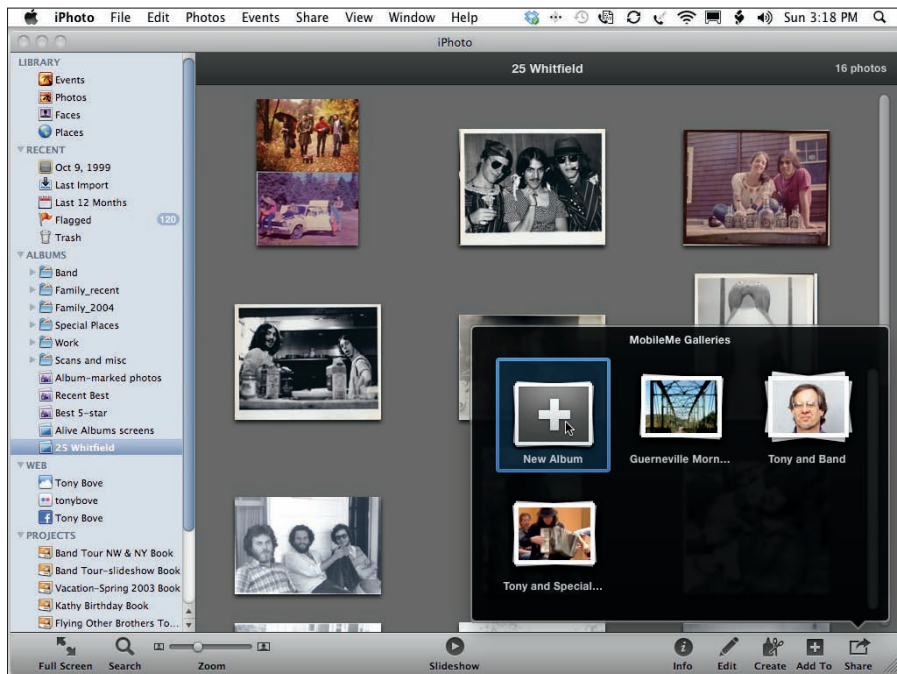 iPhoto File Edit Photos Events Share View Window Help Sun 3:18 PM
iPhoto
LIBRARY
Events
Photos
Faces
Places
RECENT
Oct 9, 1999
Last Import
Last 12 Months
Flagged 120
Trash
ALBUMS
Band
Family_recent
Family_2004
Special Places
Work
Scans and misc
Album-marked photos
Recent Best
Best 5-star
Alive Albums screens
25 Whitfield
WEB
Tony Bove
tonybove
Tony Bove
PROJECTS
Band Tour NW & NY Book
Band Tour-slideshow Book
Vacation-Spring 2003 Book
Kathy Birthday Book
Flying Other Brothers To...
25 Whitfield 16 photos
MobileMe Galleries
New Album Guerneville Morn... Tony and Band
Tony and Special...
Full Screen Search Zoom Slideshow Info Edit Create Add To Share